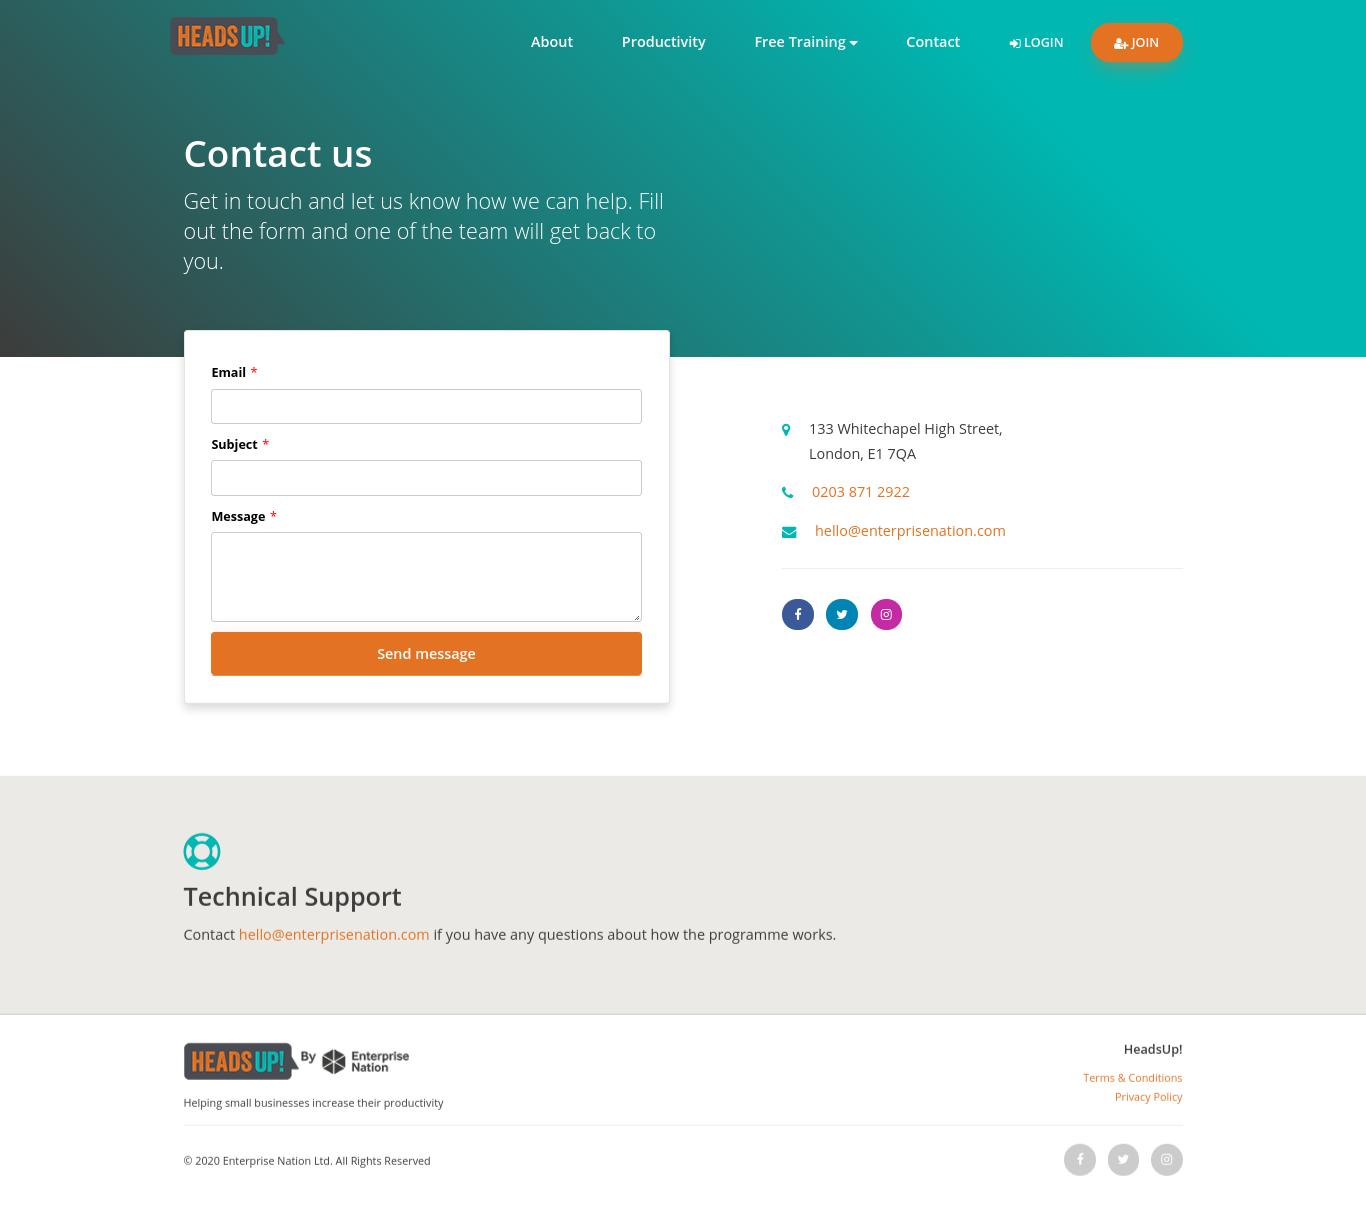 HEADSUP!
About
Productivity
Free Training
Contact
LOGIN
JOIN
Contact us
Get in touch and let us know how we can help. Fill
out the form and one of the team will get back to
you.
Email *
Subject *
Message *
Send message
133 Whitechapel High Street,
London, E1 7QA
0203 871 2922
hello@enterprisenation.com
Technical Support
Contact hello@enterprisenation.com if you have any questions about how the programme works.
HEADSUP! By Enterprise
Nation
Helping small businesses increase their productivity
HeadsUp!
Terms & Conditions
Privacy Policy
© 2020 Enterprise Nation Ltd. All Rights Reserved